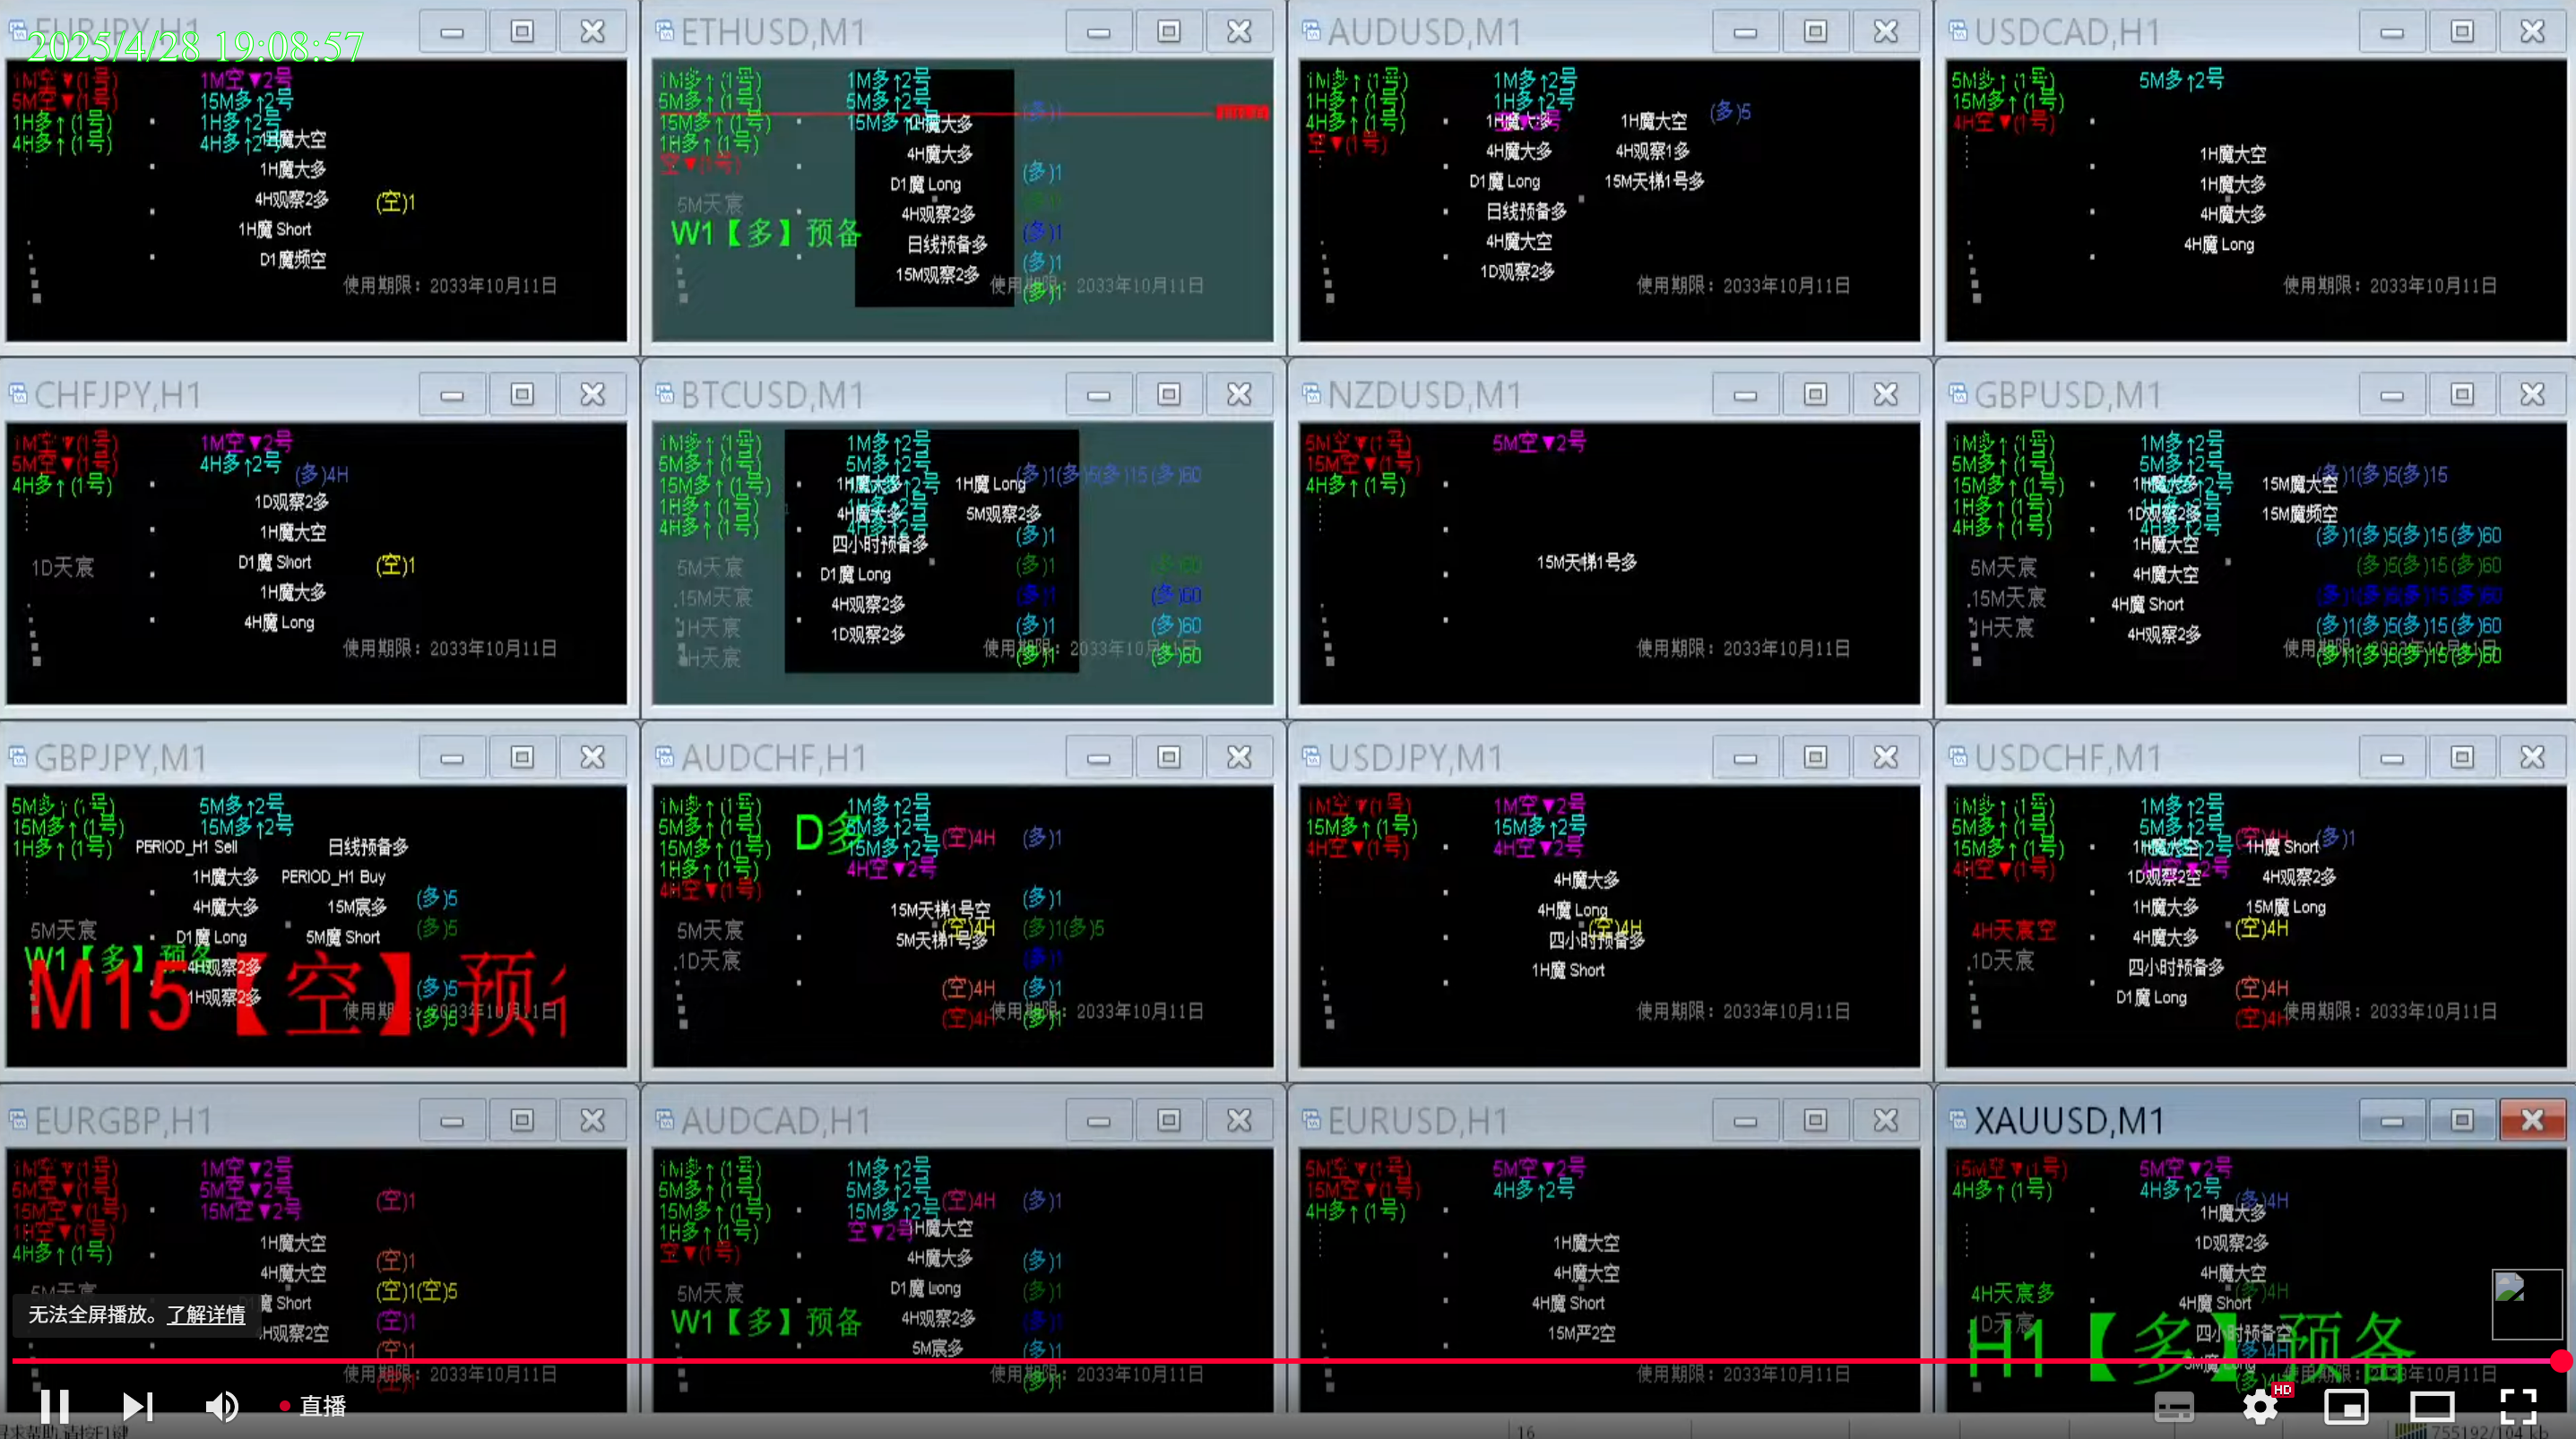 2025/4/28 19:08:57
EURJPY,H1
1M空▼(1号)
5M空▼(1号)
1H多↑(1号)
4H多↑(1号)
1M空▼2号
15M多↑2号
1H多↑2号
4H多↑2号
1H魔大多
4H观察2多
(空)1
1H魔 Short
D1魔频空
使用期限：2033年10月11日
ETHUSD,M1
1M多↑(1号)
5M多↑(1号)
15M多↑(1号)
1H多↑(1号)
空▼(1号)
1M多↑2号
5M多↑2号
4H魔大多
D1魔 Long
4H观察2多
日线预备多
15M观察2多
5M天宸
W1【多】预备
(多)1
(多)1
(多)1
(多)1
使用期限：2033年10月11日
AUDUSD,M1
1M多↑(1号)
1H多↑(1号)
4H多↑(1号)
空▼(1号)
1M多↑2号
1H多↑2号
1H魔大多
4H魔大多
D1魔 Long
日线预备多
4H魔大空
1D观察2多
1H魔大空
4H观察1多
15M天梯1号多
(多)5
使用期限：2033年10月11日
USDCAD,H1
5M多↑(1号)
15M多↑(1号)
4H空▼(1号)
5M多↑2号
1H魔大空
1H魔大多
4H魔大多
4H魔 Long
使用期限：2033年10月11日
CHFJPY,H1
1M空▼(1号)
5M空▼(1号)
4H多↑(1号)
1M空▼2号
4H多↑2号
(多)4H
1D观察2多
1H魔大空
D1魔 Short
1H魔大多
4H魔 Long
1D天宸
(空)1
使用期限：2033年10月11日
BTCUSD,M1
1M多↑(1号)
5M多↑(1号)
15M多↑(1号)
1H多↑(1号)
4H多↑(1号)
1M多↑2号
5M多↑2号
1H魔大多
4H魔大多
四小时预备多
D1魔 Long
4H观察2多
1D观察2多
1H魔 Long
5M观察2多
(多)1(多)5(多)15(多)60
(多)1
(多)1 (多)60
(多)1 (多)60
(多)1 (多)60
(多)1 (多)60
5M天宸
15M天宸
1H天宸
使用期限：2033年10月11日
NZDUSD,M1
5M空▼(1号)
15M空▼(1号)
4H多↑(1号)
5M空▼2号
15M天梯1号多
使用期限：2033年10月11日
GBPUSD,M1
1M多↑(1号)
5M多↑(1号)
15M多↑(1号)
1H多↑(1号)
4H多↑(1号)
1M多↑2号
5M多↑2号
1D观察2多
1H魔大空
4H魔大空
4H魔 Short
4H观察2多
15M魔大空
15M魔频空
(多)1(多)5(多)15
(多)1(多)5(多)15(多)60
(多)5(多)15(多)60
(多)1(多)5(多)15(多)60
(多)1(多)5(多)15(多)60
5M天宸
15M天宸
1H天宸
GBPJPY,M1
5M多↑(1号)
15M多↑(1号)
1H多↑(1号)
5M多↑2号
15M多↑2号
PERIOD_H1 Sell
日线预备多
1H魔大多
PERIOD_H1 Buy
4H魔大多
15M宸多
D1魔 Long
5M魔 Short
4H观察2多
1H观察2多
(多)5
(多)5
(多)5
(多)5
5M天宸
W1【多】预备
M15【空】预
使用期限：2033年10月11日
AUDCHF,H1
1M多↑(1号)
5M多↑(1号)
15M多↑(1号)
1H多↑(1号)
4H空▼(1号)
D多
1M多↑2号
5M多↑2号
15M多↑2号
4H空▼2号
(空)4H (多)1
15M天梯1号空
5M天梯1号多
(空)4H
(多)1
(多)1(多)5
(多)1
(空)4H (多)1
(空)4H (多)1
5M天宸
1D天宸
使用期限：2033年10月11日
USDJPY,M1
1M空▼(1号)
15M多↑(1号)
4H空▼(1号)
1M空▼2号
15M多↑2号
4H空▼2号
4H魔大多
4H魔 Long
(空)4H
四小时预备多
1H魔 Short
使用期限：2033年10月11日
USDCHF,M1
1M多↑(1号)
5M多↑(1号)
15M多↑(1号)
4H空▼(1号)
1M多↑2号
5M多↑2号
4H空▼2号
(空)4H (多)1
1H魔 Short
1D观察2空
4H观察2多
1H魔大多
15M魔 Long
4H魔大多
四小时预备多
D1魔 Long
(空)4H
(空)4H
(空)4H
4H天宸空
1D天宸
使用期限：2033年10月11日
EURGBP,H1
1M空▼(1号)
5M空▼(1号)
15M空▼(1号)
1H空▼(1号)
4H多↑(1号)
1M空▼2号
5M空▼2号
15M空▼2号
1H魔大空
4H魔大空
魔 Short
4H观察2空
(空)1
(空)1
(空)1(空)5
(空)1
(空)1
5M天宸
使用期限：2033年10月11日
AUDCAD,H1
1M多↑(1号)
5M多↑(1号)
15M多↑(1号)
1H多↑(1号)
空▼(1号)
1M多↑2号
5M多↑2号
15M多↑2号
空▼2号
(空)4H (多)1
1H魔大空
4H魔大多
D1魔 Long
4H观察2多
5M宸多
(多)1
(多)1
(多)1
(多)1
(多)1
5M天宸
W1【多】预备
使用期限：2033年10月11日
EURUSD,H1
5M空▼(1号)
15M空▼(1号)
4H多↑(1号)
5M空▼2号
4H多↑2号
1H魔大空
4H魔大空
4H魔 Short
15M严2空
使用期限：2033年10月11日
XAUUSD,M1
15M空▼(1号)
4H多↑(1号)
5M空▼2号
4H多↑2号
(多)4H
1H魔大多
1D观察2多
4H魔大空
4H魔 Short
四小时预备空
(多)4H
4H天宸多
1D天宸
H1【多】预备
使用期限：2033年10月11日
无法全屏播放。了解详情
直播
HD
16
755192/104 kb